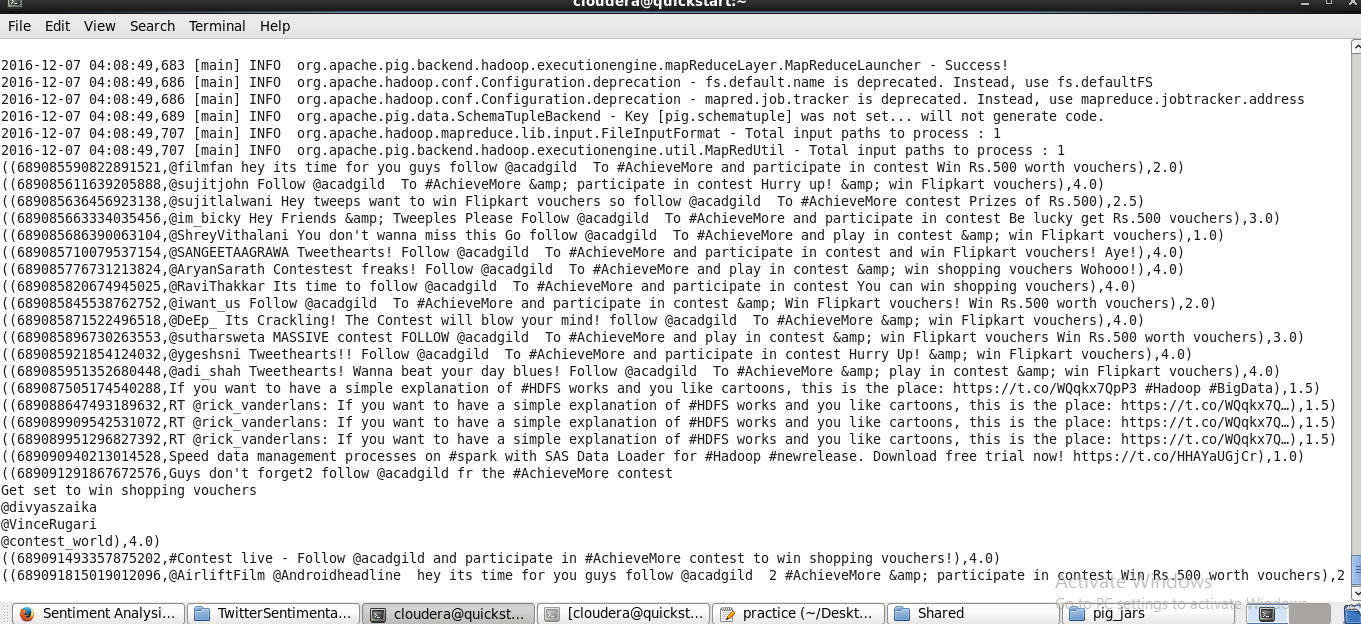 cloudera@quickstart:~
File Edit View Search Terminal Help
2016-12-07 04:08:49,683 [main] INFO  org.apache.pig.backend.hadoop.executionengine.mapReduceLayer.MapReduceLauncher - Success!
2016-12-07 04:08:49,686 [main] INFO  org.apache.hadoop.conf.Configuration.deprecation - fs.default.name is deprecated. Instead, use fs.defaultFS
2016-12-07 04:08:49,686 [main] INFO  org.apache.hadoop.conf.Configuration.deprecation - mapred.job.tracker is deprecated. Instead, use mapreduce.jobtracker.address
2016-12-07 04:08:49,689 [main] INFO  org.apache.pig.data.SchemaTupleBackend - Key [pig.schematuple] was not set... will not generate code.
2016-12-07 04:08:49,707 [main] INFO  org.apache.hadoop.mapreduce.lib.input.FileInputFormat - Total input paths to process : 1
2016-12-07 04:08:49,707 [main] INFO  org.apache.pig.backend.hadoop.executionengine.util.MapRedUtil - Total input paths to process : 1
((689085590822891521,@filmfan hey its time for you guys follow @acadgild  To #AchieveMore and participate in contest Win Rs.500 worth vouchers),2.0)
((689085611639205888,@sujitjohn Follow @acadgild  To #AchieveMore &amp; participate in contest Hurry up! &amp; win Flipkart vouchers),4.0)
((689085636456923138,@sujitlalwani Hey tweeps want to win Flipkart vouchers so follow @acadgild  To #AchieveMore contest Prizes of Rs.500),2.5)
((689085663334035456,@im_bicky Hey Friends &amp; Tweeples Please Follow @acadgild  To #AchieveMore and participate in contest Be lucky get Rs.500 vouchers),3.0)
((689085686390063104,@ShreyVithalani You don't wanna miss this Go follow @acadgild  To #AchieveMore and play in contest &amp; win Flipkart vouchers),1.0)
((689085710079537154,@SANGEETAAGRAWA Tweethearts! Follow @acadgild  To #AchieveMore and participate in contest and win Flipkart vouchers! Aye!),4.0)
((689085776731213824,@AryanSarath Contestest freaks! Follow @acadgild  To #AchieveMore and play in contest &amp; win shopping vouchers Wohooo!),4.0)
((689085820674945025,@RaviThakkar Its time to follow @acadgild  To #AchieveMore and participate in contest You can win shopping vouchers),4.0)
((689085845538762752,@iwant_us Follow @acadgild  To #AchieveMore and participate in contest &amp; Win Flipkart vouchers! Win Rs.500 worth vouchers),2.0)
((689085871522496518,@DeEp_ Its Crackling! The Contest will blow your mind! follow @acadgild  To #AchieveMore &amp; win Flipkart vouchers),4.0)
((689085896730263553,@sutharsweta MASSIVE contest FOLLOW @acadgild  To #AchieveMore and play in contest &amp; win Flipkart vouchers Win Rs.500 worth vouchers),3.0)
((689085921854124032,@ygeshsni Tweethearts!! Follow @acadgild  To #AchieveMore and participate in contest Hurry Up! &amp; win Flipkart vouchers),4.0)
((689085951352680448,@adi_shah Tweethearts! Wanna beat your day blues! Follow @acadgild  To #AchieveMore &amp; play in contest &amp; win Flipkart vouchers),4.0)
((689087505174540288,If you want to have a simple explanation of #HDFS works and you like cartoons, this is the place: https://t.co/WQqkx7QpP3 #Hadoop #BigData),1.5)
((689088647493189632,RT @rick_vanderlans: If you want to have a simple explanation of #HDFS works and you like cartoons, this is the place: https://t.co/WQqkx7Q…),1.5)
((689089909542531072,RT @rick_vanderlans: If you want to have a simple explanation of #HDFS works and you like cartoons, this is the place: https://t.co/WQqkx7Q…),1.5)
((689089951296827392,RT @rick_vanderlans: If you want to have a simple explanation of #HDFS works and you like cartoons, this is the place: https://t.co/WQqkx7Q…),1.5)
((689090940213014528,Speed data management processes on #spark with SAS Data Loader for #Hadoop #newrelease. Download free trial now! https://t.co/HHAYaUGjCr),1.0)
((689091291867672576,Guys don't forget2 follow @acadgild fr the #AchieveMore contest
Get set to win shopping vouchers
@divyaszaika
@VinceRugari
@contest_world),4.0)
((689091493357875202,#Contest live - Follow @acadgild and participate in #AchieveMore contest to win shopping vouchers!),4.0)
((689091815019012096,@AirliftFilm @Androidheadline  hey its time for you guys follow @acadgild  2 #AchieveMore &amp; participate in contest Win Rs.500 worth vouchers),2
Activate Windows
Go to PC settings to activate Windows.
Sentiment Analysi... TwitterSentimenta... cloudera@quickst... [cloudera@quickst... practice (~/Deskt... Shared pig_jars